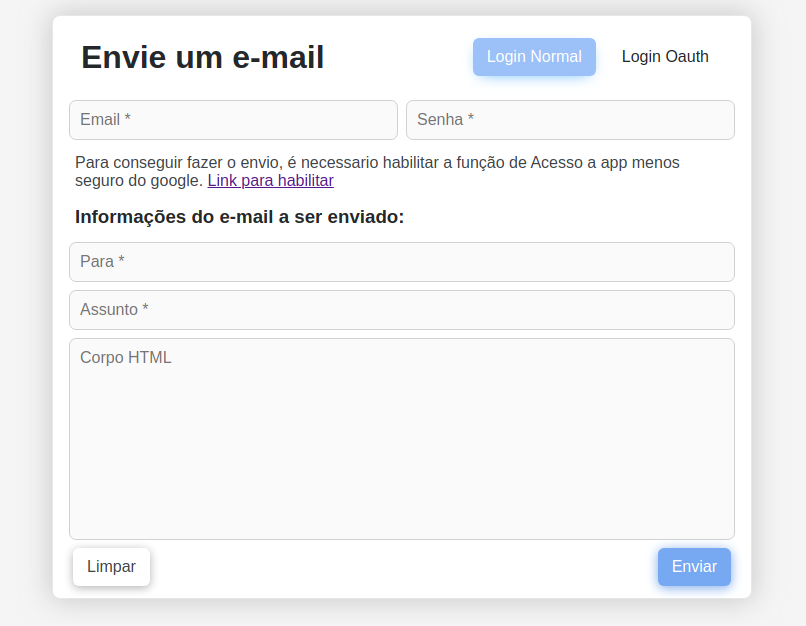 Envie um e-mail
Login Normal
Login Oauth
Email *
Senha *
Para conseguir fazer o envio, é necessario habilitar a função de Acesso a app menos
seguro do google. Link para habilitar
Informações do e-mail a ser enviado:
Para *
Assunto *
Corpo HTML
Limpar
Enviar